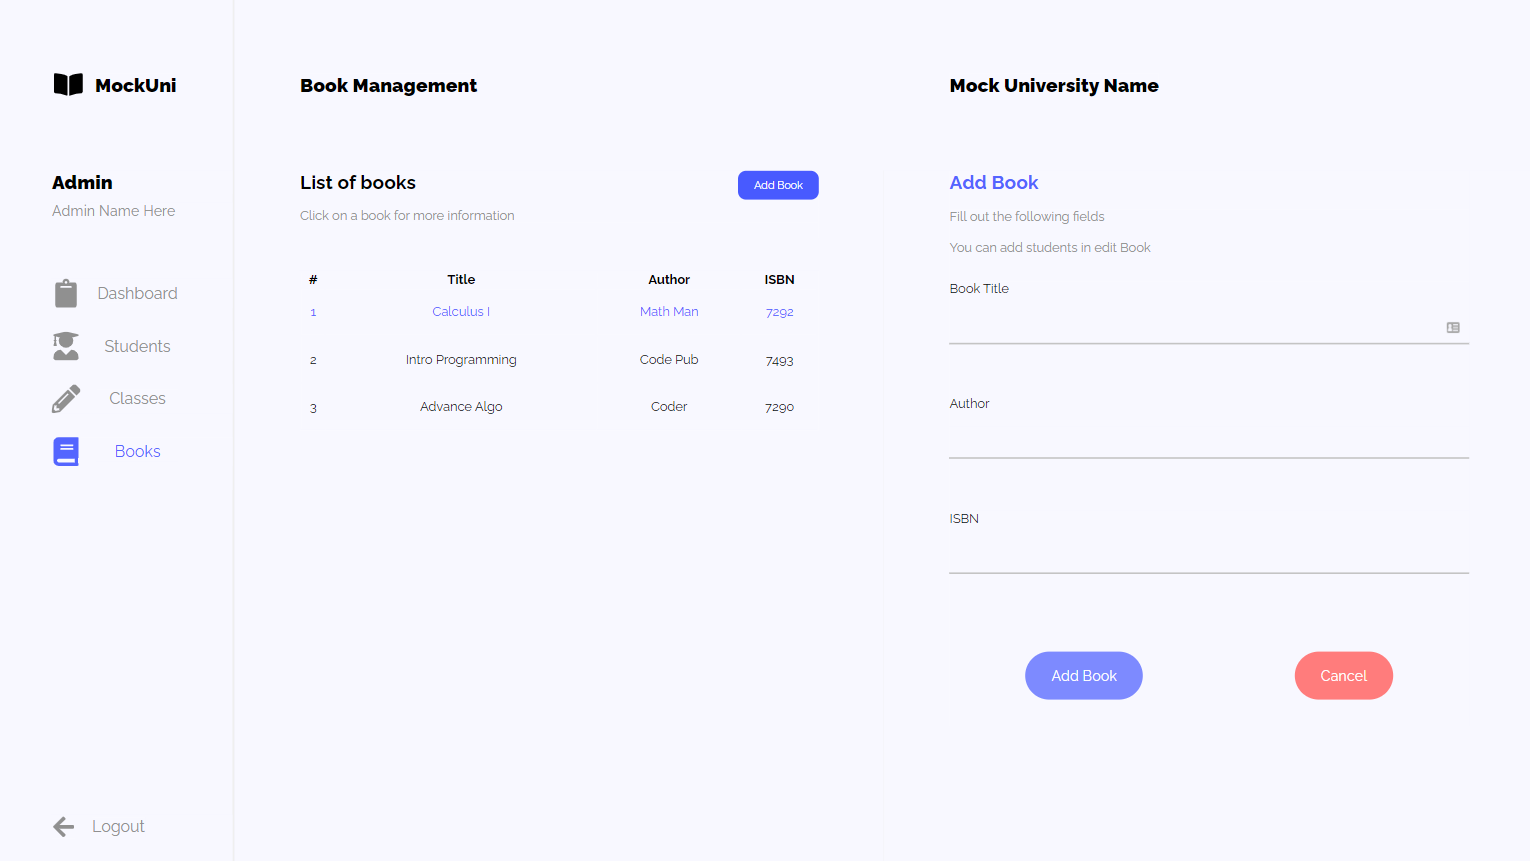 MockUni
Book Management
Mock University Name
Admin
Admin Name Here
Dashboard
Students
Classes
Books
Logout
List of books
Add Book
Click on a book for more information
# Title Author ISBN
1 Calculus I Math Man 7292
2 Intro Programming Code Pub 7493
3 Advance Algo Coder 7290
Add Book
Fill out the following fields
You can add students in edit Book
Book Title
Author
ISBN
Add Book
Cancel